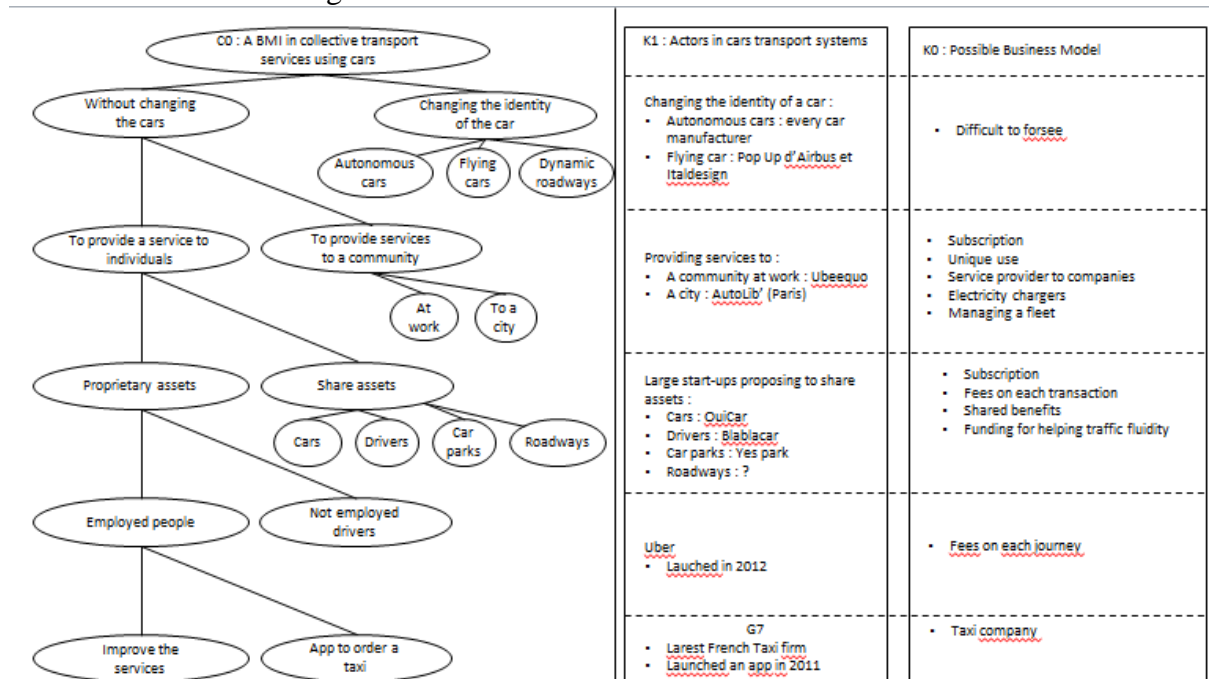 C0 : A BMI in collective transport
services using cars
Without changing
the cars
Changing the identity
of the car
Autonomous
cars
Flying
cars
Dynamic
roadways
To provide a service to
individuals
To provide services
to a community
At
work
To a
city
Proprietary assets
Share assets
Cars
Drivers
Car
parks
Roadways
Employed people
Not employed
drivers
Improve the
services
App to order a
taxi
K1 : Actors in cars transport systems
Changing the identity of a car :
▪ Autonomous cars : every car
manufacturer
▪ Flying car : Pop Up d'Airbus et
Italdesign
Providing services to :
▪ A community at work : Ubeequo
▪ A city : AutoLib' (Paris)
Large start-ups proposing to share
assets :
▪ Cars : OuiCar
▪ Drivers : Blablacar
▪ Car parks : Yes park
▪ Roadways : ?
Uber
▪ Lauched in 2012
G7
▪ Larest French Taxi firm
▪ Launched an app in 2011
K0 : Possible Business Model
▪ Difficult to forsee
▪ Subscription
▪ Unique use
▪ Service provider to companies
▪ Electricity chargers
▪ Managing a fleet
▪ Subscription
▪ Fees on each transaction
▪ Shared benefits
▪ Funding for helping traffic fluidity
▪ Fees on each journey
▪ Taxi company